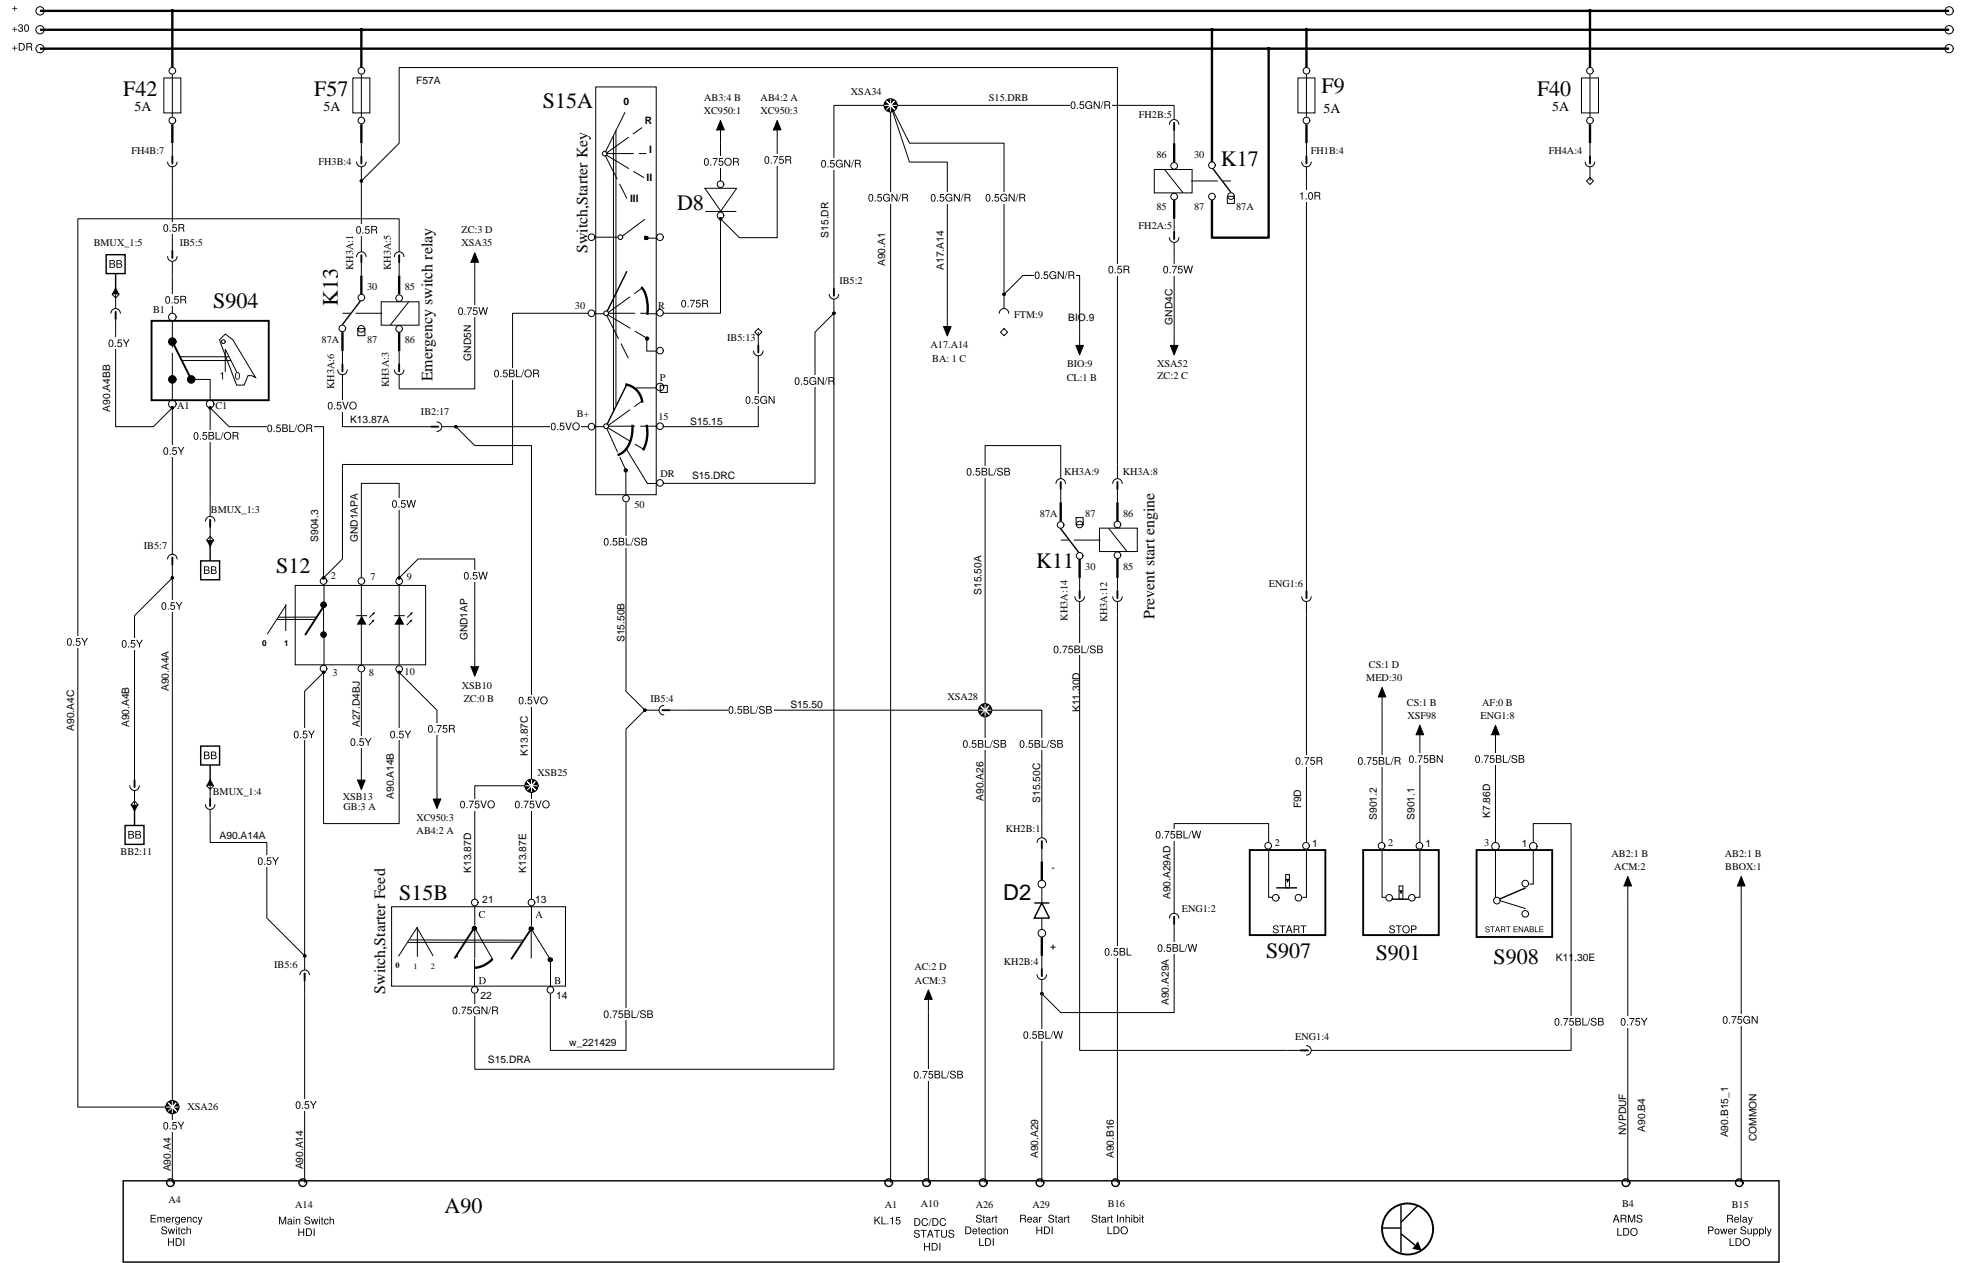 +
+30
+DR
F42
5A
F57
5A
F57A
S15A
Switch,Starter Key
0
R
I
II
III
AB3:4 B
XC950:1
AB4:2 A
XC950:3
0.75OR
0.75R
D8
XSA34
S15.DRB
0.5GN/R
FH2B:5
86
30
K17
85
87
87A
FH2A:5
F9
5A
FH1B:4
1.0R
F40
5A
FH4A:4
FH4B:7
FH3B:4
0.5GN/R
0.5GN/R
0.5GN/R
0.5GN/R
S15.DR
A90.A1
A17.A14
0.5R
BMUX_1:5
IB5:5
BB
0.5R
S904
B1
0.5Y
A90.A4BB
1
0
A1
C1
0.5R
KH3A:1
KH3A:5
K13
30
85
87A
87
86
KH3A:6
KH3A:3
Emergency switch relay
ZC:3 D
XSA35
0.75W
GND5N
0.5VO
K13.87A
IB2:17
0.5BL/OR
0.5VO
30
B+
R
0.75R
P
15
S15.15
DR
S15.DRC
50
IB5:13
0.5GN
IB5:2
0.5GN/R
A17.A14
BA: 1 C
FTM:9
0.5GN/R
BIO.9
BIO:9
CL:1 B
0.5R
0.75W
GND4C
XSA52
ZC:2 C
0.5BL/OR
0.5BL/OR
0.5Y
BMUX_1:3
BB
IB5:7
0.5Y
0.5Y
A90.A4B
A90.A4A
0.5Y
A90.A4C
BB
BB2:11
S904.3
GND1APA
0.5W
S12
2
7
9
0
1
3
8
10
0.5W
GND1AP
XSB10
ZC:0 B
0.5Y
A27.D4BJ
0.5Y
0.5Y
A90.A14B
0.75R
XSB13
GB:3 A
XC950:3
AB4:2 A
BB
BMUX_1:4
A90.A14A
0.5Y
IB5:6
0.5VO
K13.87C
XSB25
0.75VO
0.75VO
K13.87D
K13.87E
S15B
Switch,Starter Feed
21
13
C
A
0
1
2
D
B
22
14
0.75GN/R
S15.DRA
w_221429
0.75BL/SB
0.5BL/SB
S15.50B
IB5:4
0.5BL/SB
S15.50
XSA28
0.5BL/SB
S15.50A
KH3A:9
KH3A:8
87A
87
86
K11
30
85
KH3A:14
KH3A:12
Prevent start engine
0.75BL/SB
K11.30D
0.5BL/SB
0.5BL/SB
A90.A26
S15.50C
KH2B:1
-
D2
+
KH2B:4
0.5BL/W
0.5BL
0.75BL/W
A90.A29AD
ENG1:2
0.5BL/W
A90.A29A
ENG1:6
0.75R
F9D
2
1
START
S907
CS:1 D
MED:30
CS:1 B
XSF98
0.75BL/R
0.75BN
S901.2
S901.1
2
1
STOP
S901
AF:0 B
ENG1:8
0.75BL/SB
K7.86D
3
1
START ENABLE
S908
K11.30E
0.75BL/SB
ENG1:4
AB2:1 B
ACM:2
0.75Y
NVPDUF
A90.B4
AB2:1 B
BBOX:1
0.75GN
A90.B15_1
COMMON
AC:2 D
ACM:3
0.75BL/SB
XSA26
0.5Y
A90.A4
0.5Y
A90.A14
A90.A29
A90.B16
A90
A4
Emergency
Switch
HDI
A14
Main Switch
HDI
A1
KL.15
A10
DC/DC
STATUS
HDI
A26
Start
Detection
LDI
A29
Rear Start
HDI
B16
Start Inhibit
LDO
B4
ARMS
LDO
B15
Relay
Power Supply
LDO